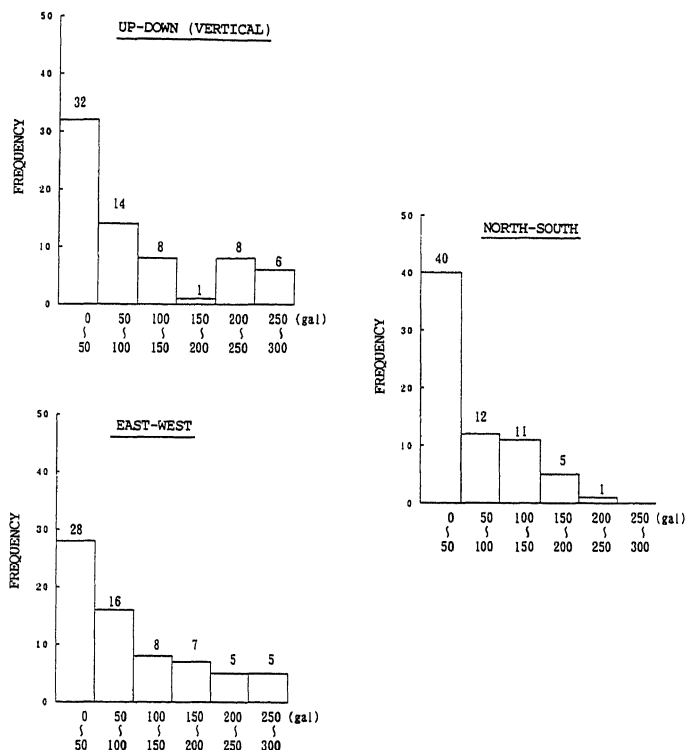 UP-DOWN (VERTICAL)
FREQUENCY
50
40
30
20
10
0
32
14
8
1
8
6
0 50 100 150 200 250 (gal)
∫ ∫ ∫ ∫ ∫ ∫
50 100 150 200 250 300
NORTH-SOUTH
FREQUENCY
50
40
30
20
10
0
40
12
11
5
1
0 50 100 150 200 250 (gal)
∫ ∫ ∫ ∫ ∫ ∫
50 100 150 200 250 300
EAST-WEST
FREQUENCY
50
40
30
20
10
0
28
16
8
7
5
5
0 50 100 150 200 250 (gal)
∫ ∫ ∫ ∫ ∫ ∫
50 100 150 200 250 300